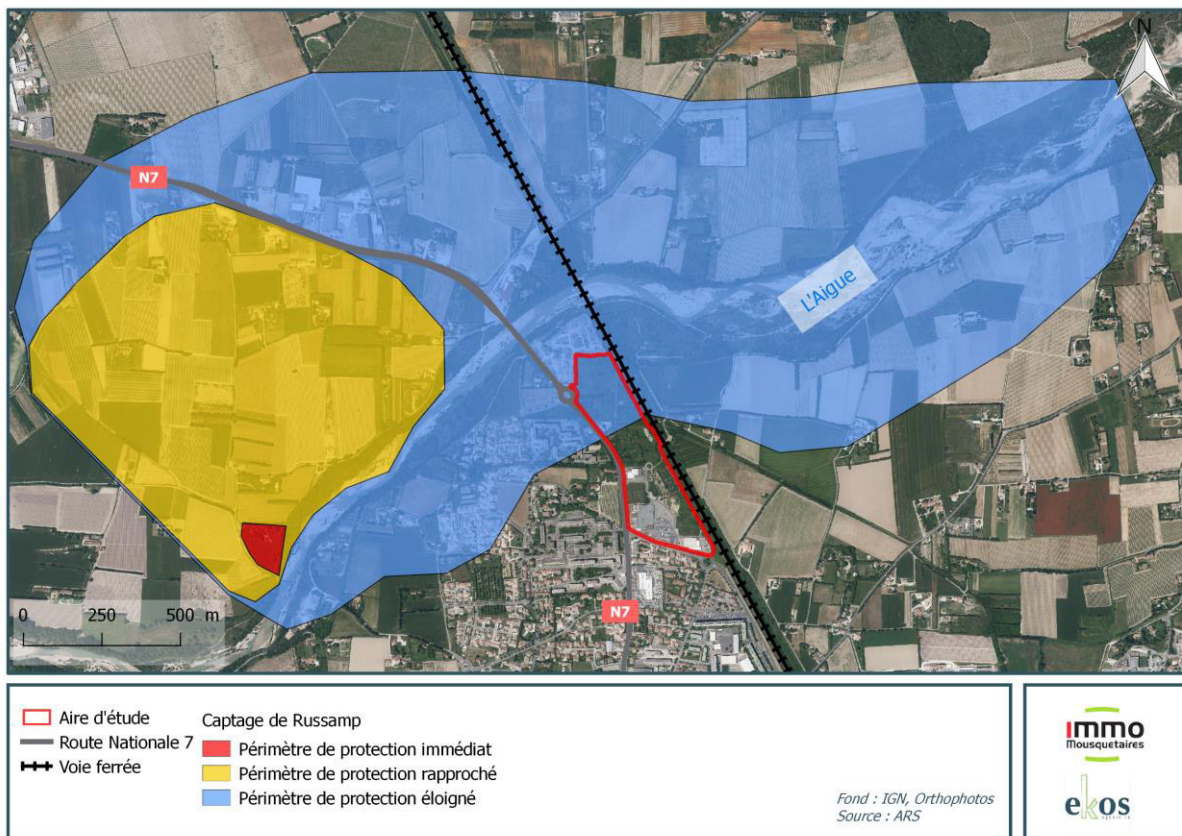 N
N7
L'Aigue
0 250 500 m
N7
Aire d'étude
Route Nationale 7
Voie ferrée
Captage de Russamp
Périmètre de protection immédiat
Périmètre de protection rapproché
Périmètre de protection éloigné
Fond : IGN, Orthophotos
Source : ARS
immo
Mousquetaires
ekos